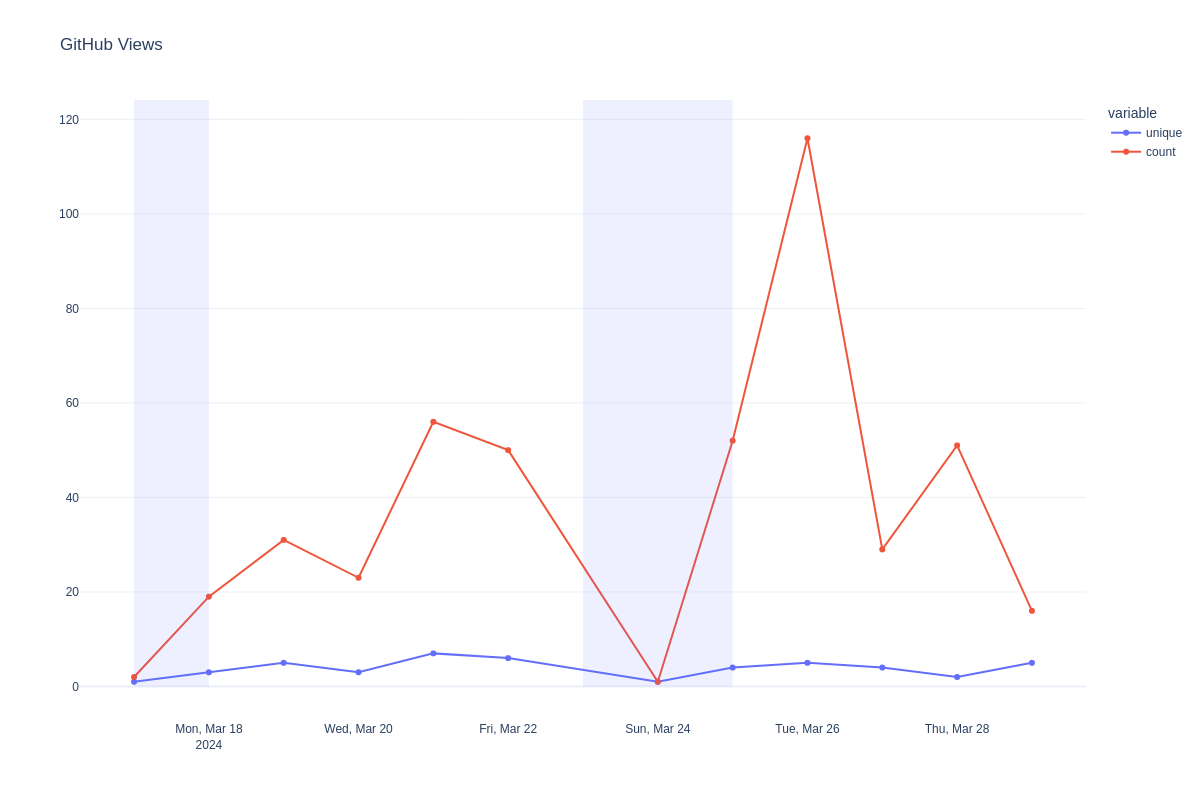 GitHub Views
120
100
80
60
40
20
0
Mon, Mar 18
2024
Wed, Mar 20
Fri, Mar 22
Sun, Mar 24
Tue, Mar 26
Thu, Mar 28
variable
unique
count